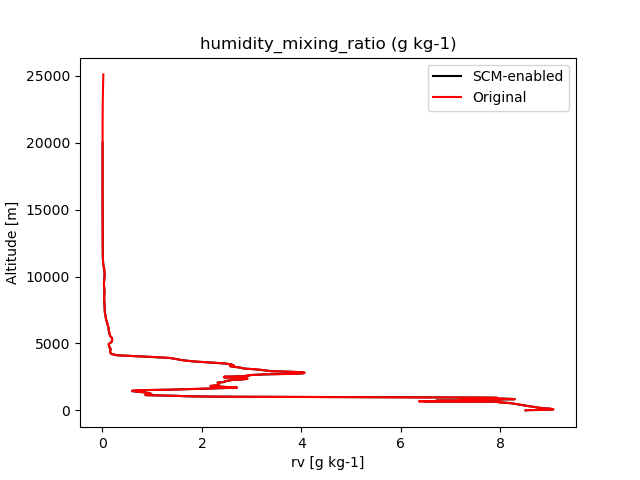 humidity_mixing_ratio (g kg-1)
SCM-enabled
Original
Altitude [m]
25000
20000
15000
10000
5000
0
0 2 4 6 8
rv [g kg-1]